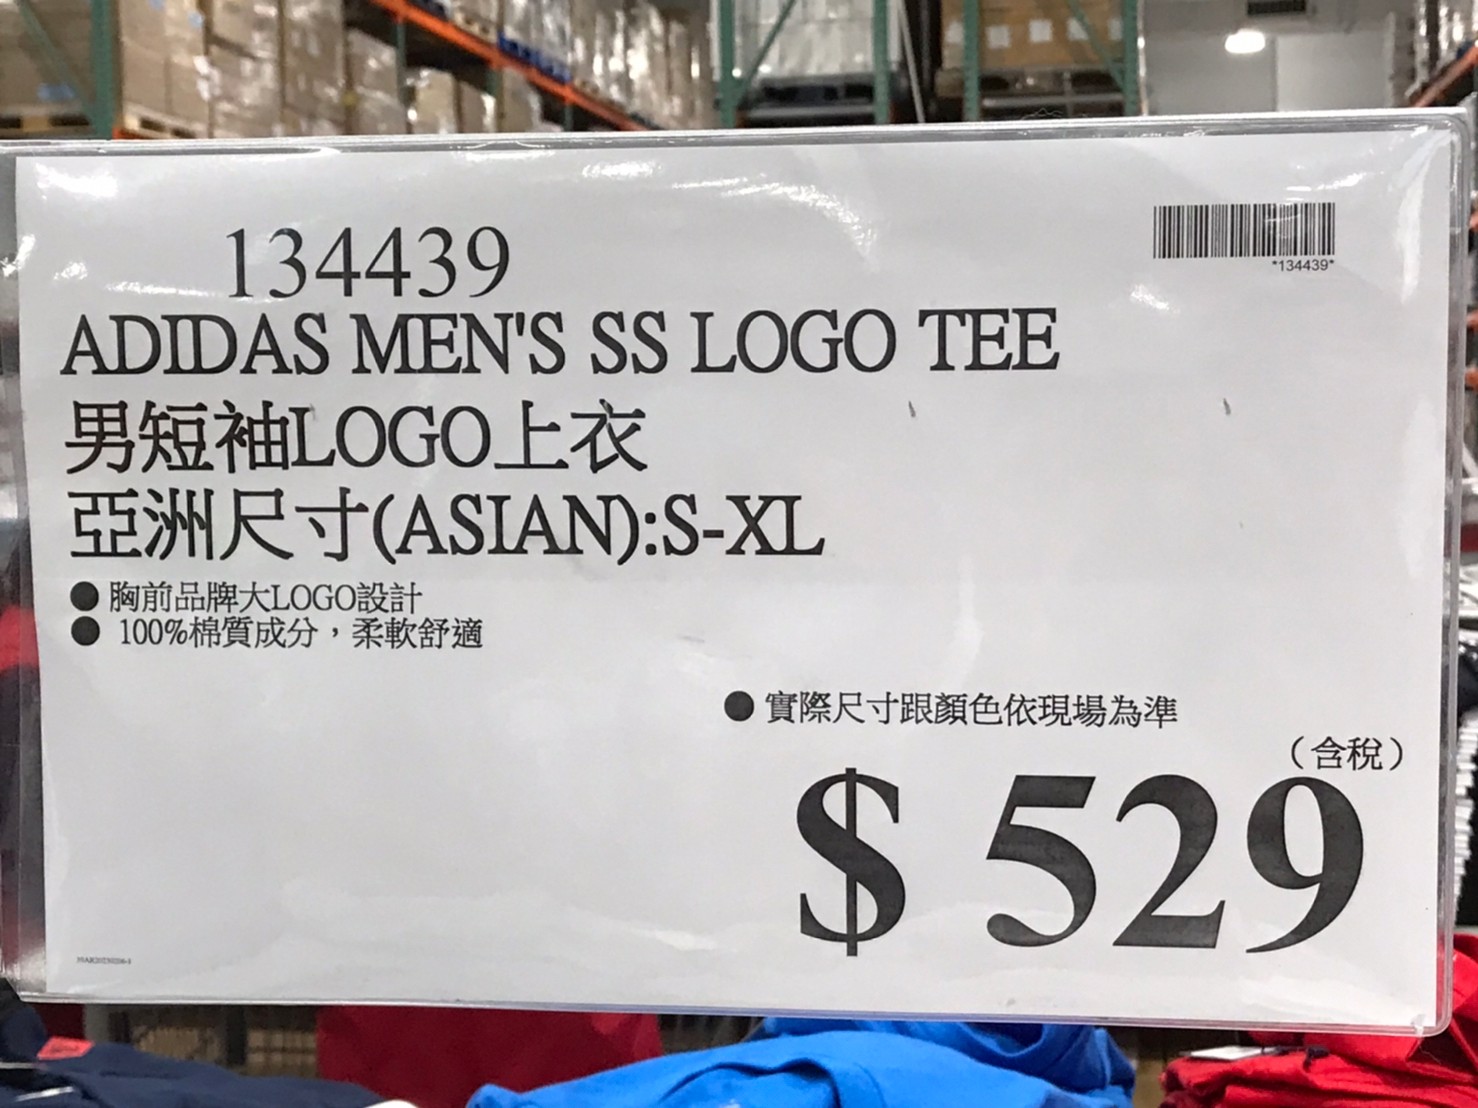 134439
*134439*
ADIDAS MEN'S SS LOGO TEE
男短袖LOGO上衣
亞洲尺寸(ASIAN):S-XL
● 胸前品牌大LOGO設計
● 100%棉質成分，柔軟舒適
● 實際尺寸跟顏色依現場為準
（含稅）
$ 529